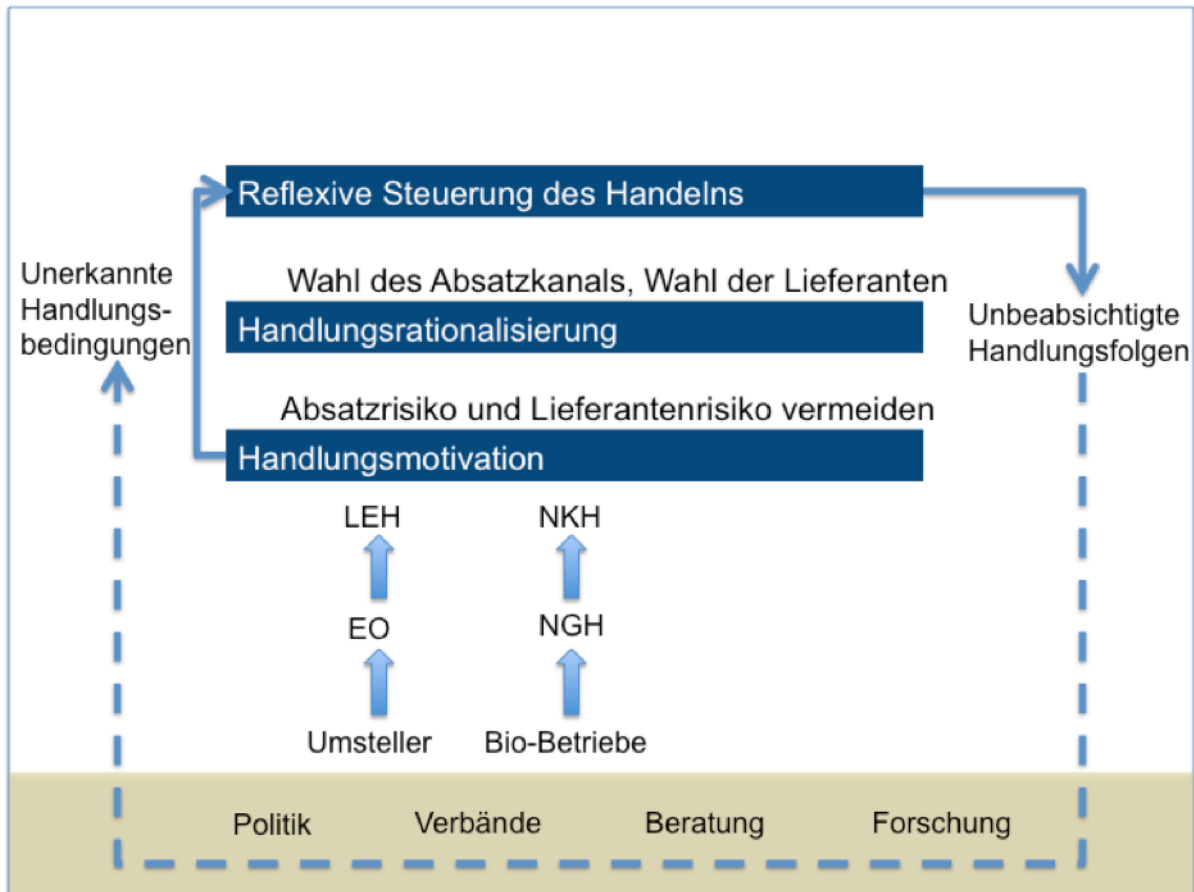 Reflexive Steuerung des Handelns
Unerkannte
Handlungs-
bedingungen
Wahl des Absatzkanals, Wahl der Lieferanten
Handlungsrationalisierung
Unbeabsichtigte
Handlungsfolgen
Absatzrisiko und Lieferantenrisiko vermeiden
Handlungsmotivation
LEH NKH
EO NGH
Umsteller Bio-Betriebe
Politik Verbände Beratung Forschung